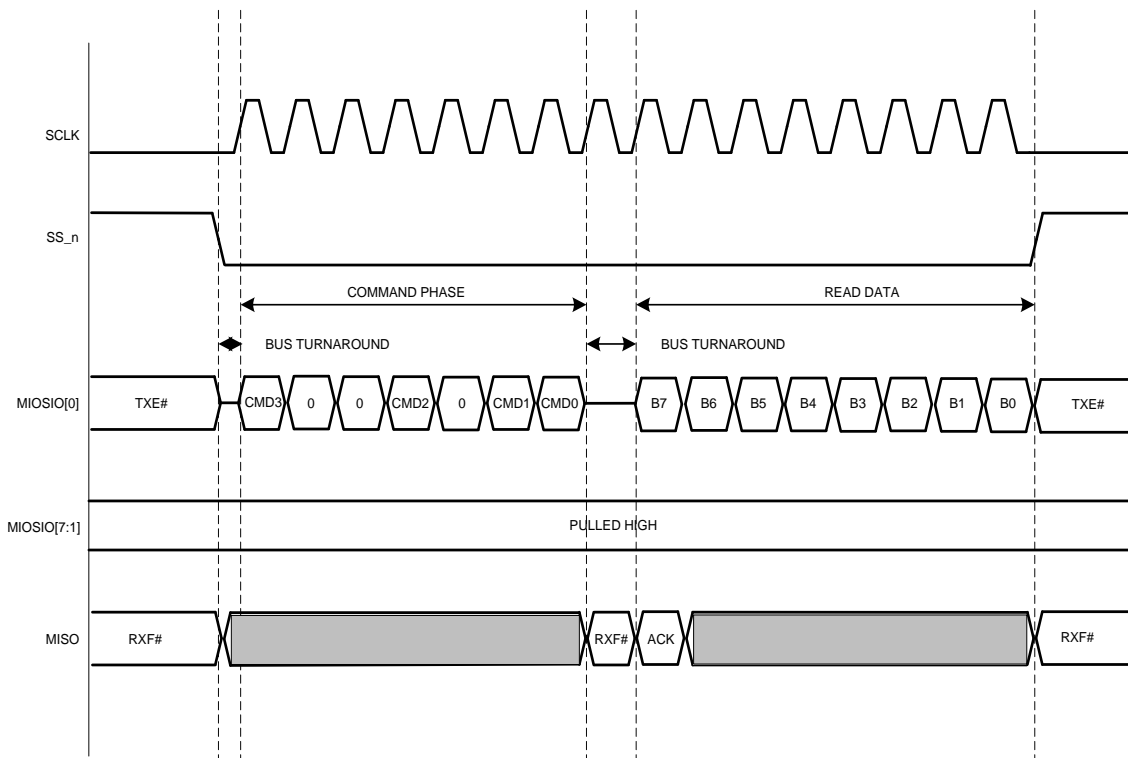 SCLK
SS_n
COMMAND PHASE READ DATA
BUS TURNAROUND BUS TURNAROUND
MIOSIO[0] TXE# CMD3 0 0 CMD2 0 CMD1 CMD0 B7 B6 B5 B4 B3 B2 B1 B0 TXE#
MIOSIO[7:1] PULLED HIGH
MISO RXF# RXF# ACK RXF#